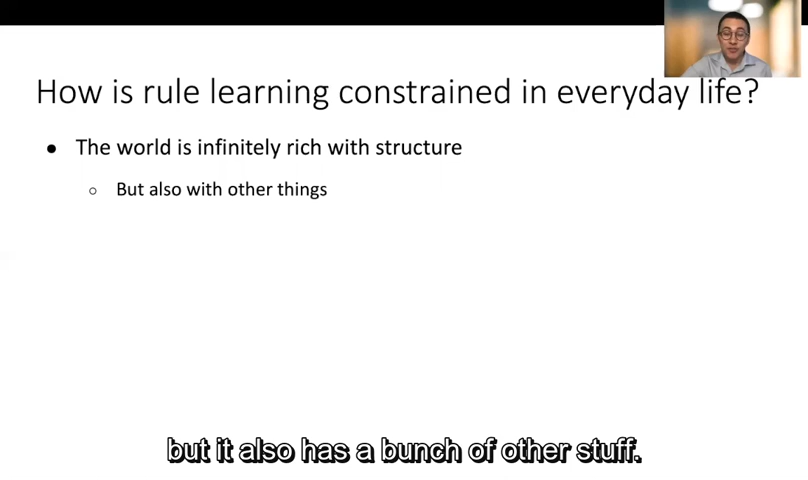 How is rule learning constrained in everyday life?
● The world is infinitely rich with structure
○ But also with other things
but it also has a bunch of other stuff.